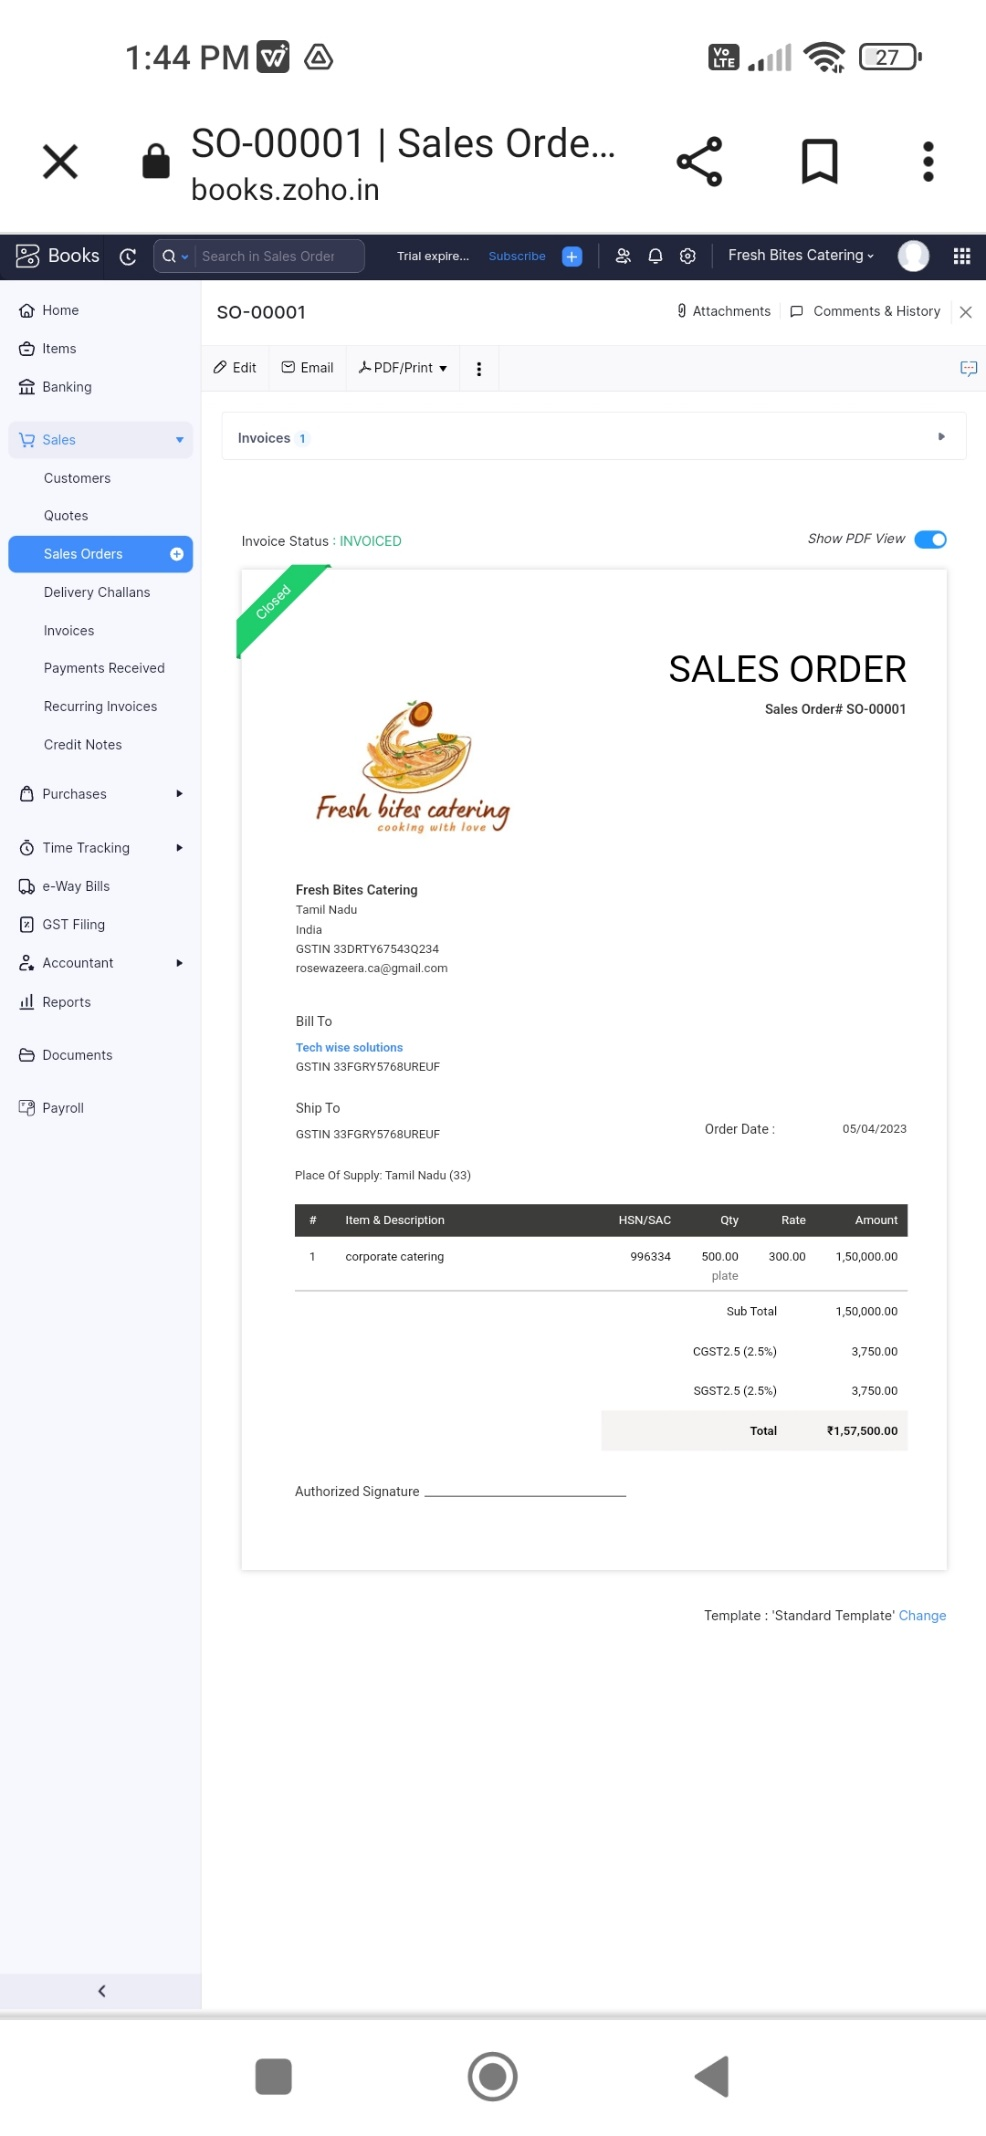 1:44 PM
Vo LTE
27
SO-00001 | Sales Orde...
books.zoho.in
Books
Search in Sales Order
Trial expire...
Subscribe
Fresh Bites Catering
Home
Items
Banking
Sales
Customers
Quotes
Sales Orders
Delivery Challans
Invoices
Payments Received
Recurring Invoices
Credit Notes
Purchases
Time Tracking
e-Way Bills
GST Filing
Accountant
Reports
Documents
Payroll
SO-00001
Attachments
Comments & History
Edit
Email
PDF/Print
Invoices 1
Invoice Status : INVOICED
Show PDF View
Closed
SALES ORDER
Sales Order# SO-00001
Fresh bites catering
cooking with love
Fresh Bites Catering
Tamil Nadu
India
GSTIN 33DRTY67543Q234
rosewazeera.ca@gmail.com
Bill To
Tech wise solutions
GSTIN 33FGRY5768UREUF
Ship To
GSTIN 33FGRY5768UREUF
Order Date : 05/04/2023
Place Of Supply: Tamil Nadu (33)
# Item & Description HSN/SAC Qty Rate Amount
1 corporate catering 996334 500.00 300.00 1,50,000.00
plate
Sub Total 1,50,000.00
CGST2.5 (2.5%) 3,750.00
SGST2.5 (2.5%) 3,750.00
Total ₹1,57,500.00
Authorized Signature
Template : 'Standard Template' Change